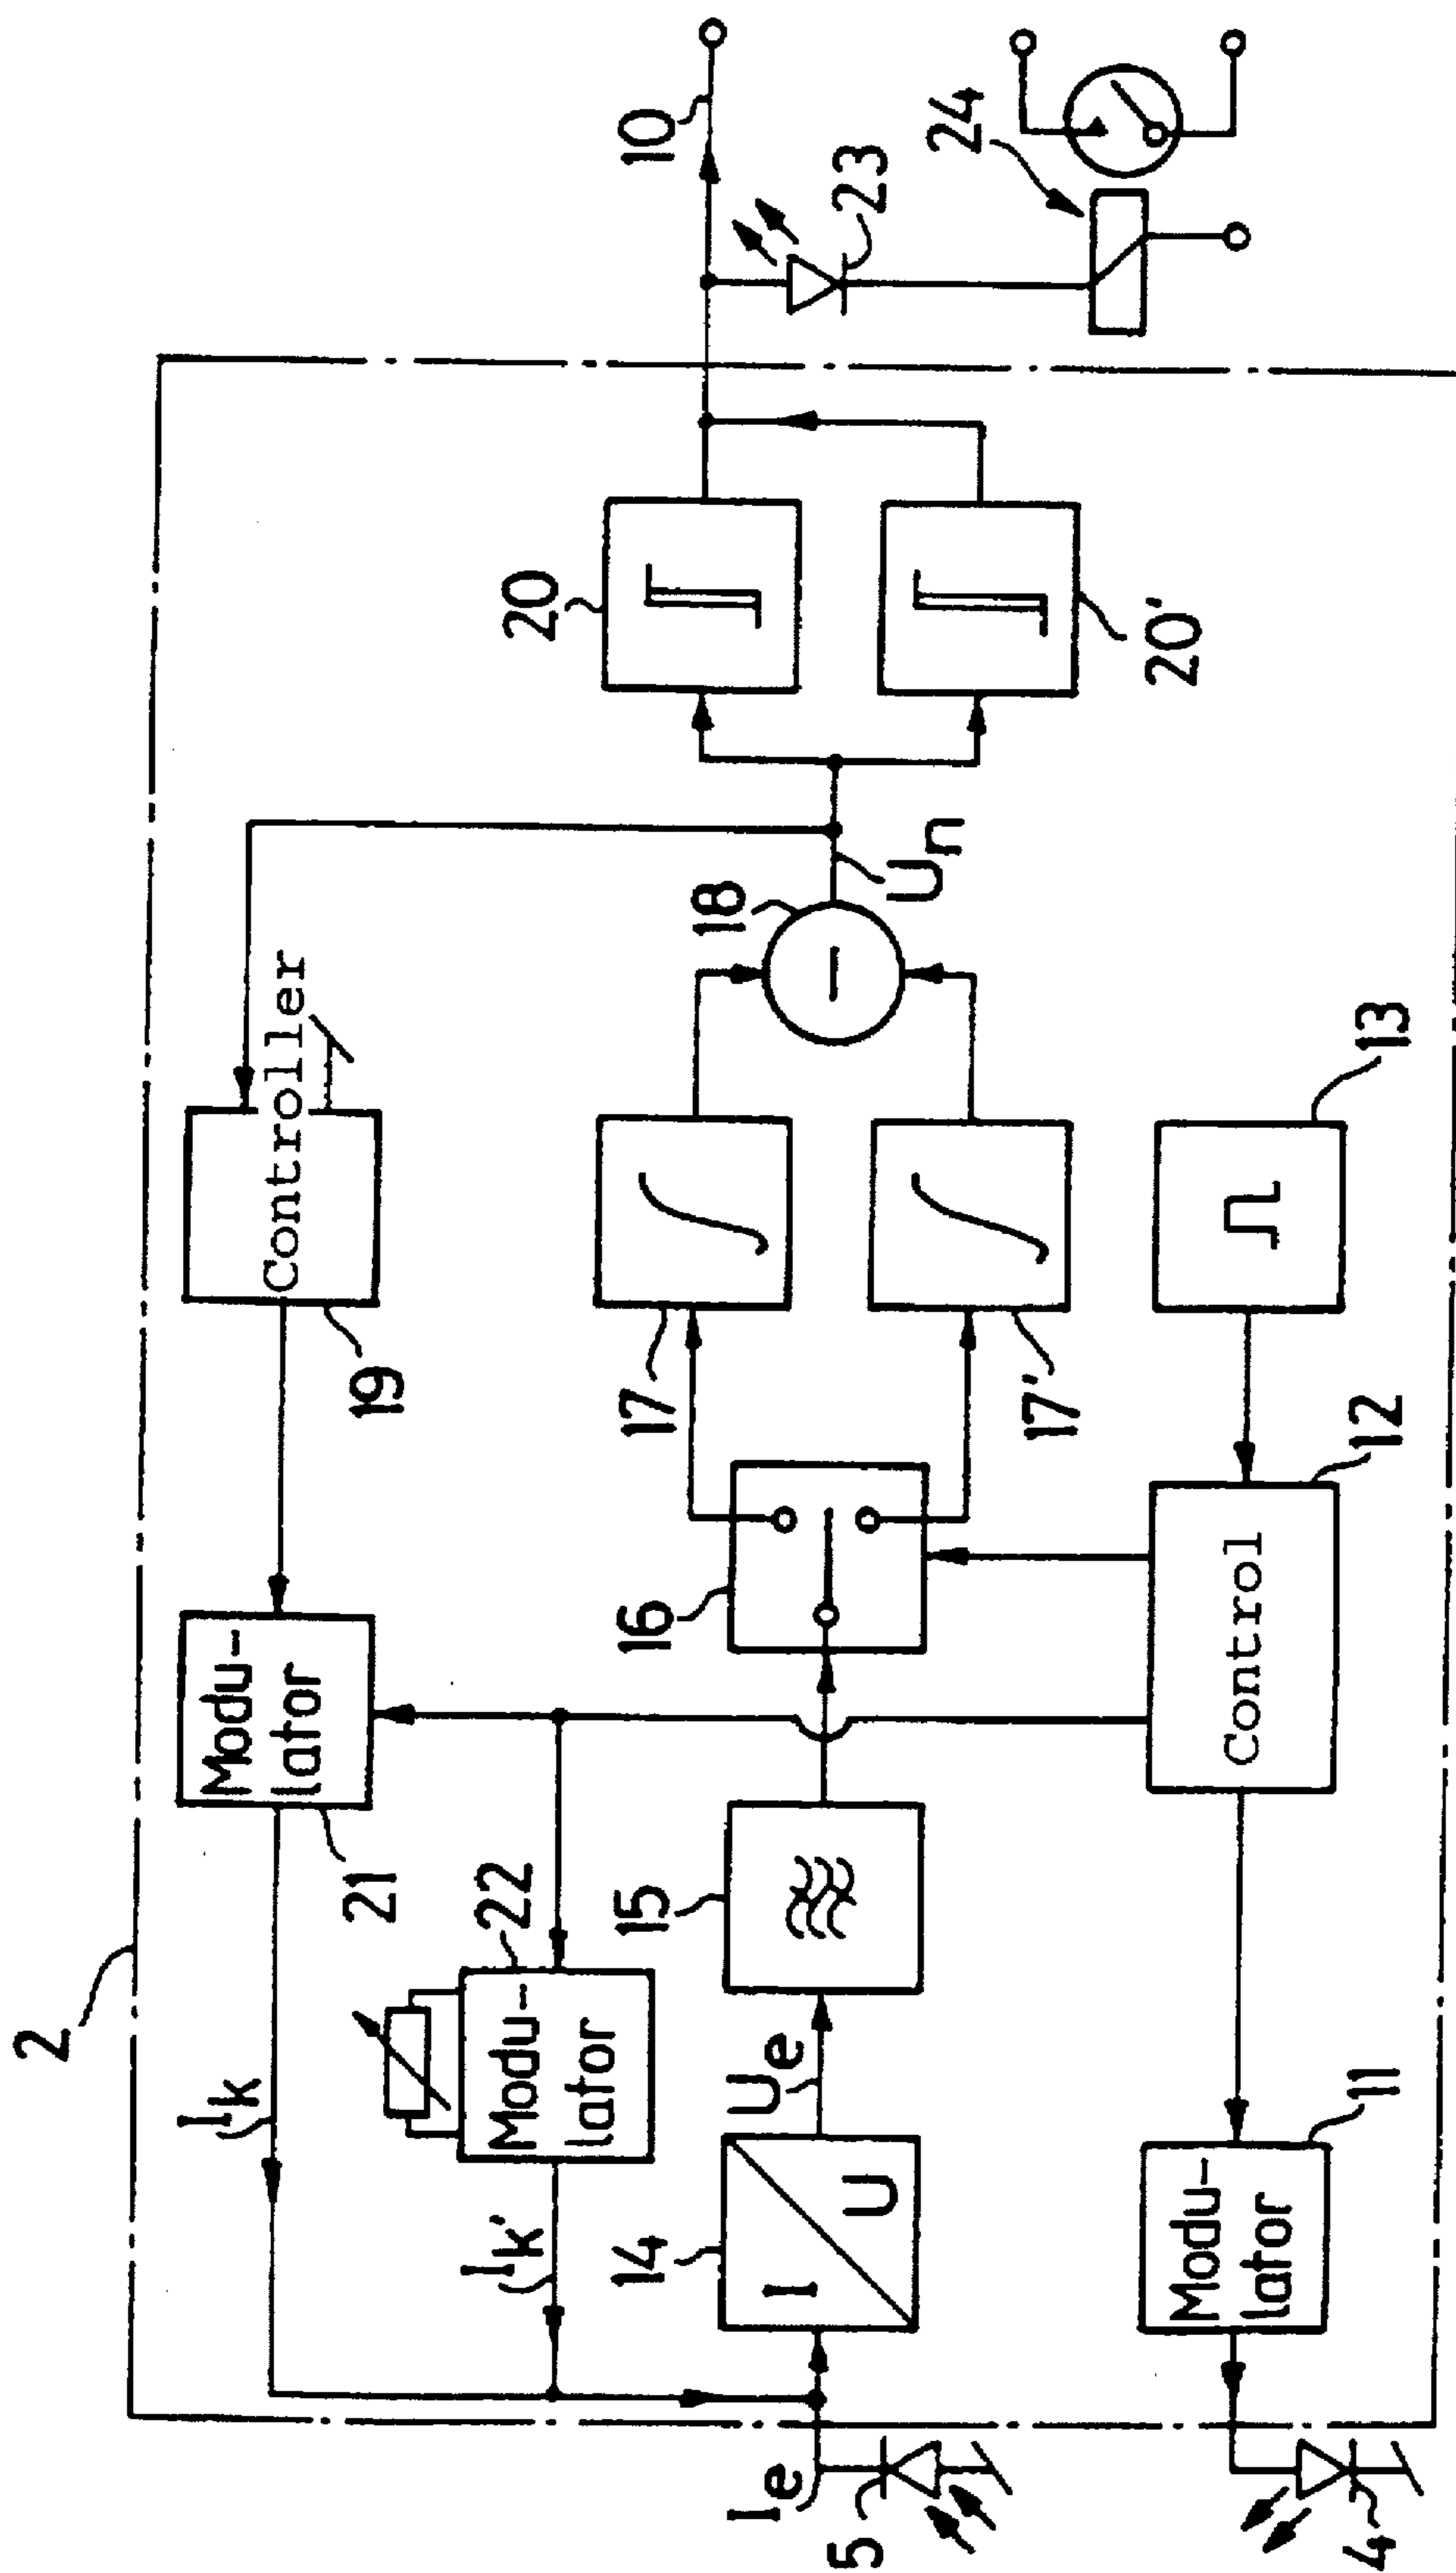 2
Ik
Modu-
lator
21
Controller
19
Ik'
Modu-
lator
22
10
23
24
20
20'
18
Un
17
17'
16
15
Ue
14
I
U
Ie
5
13
12
Control
Modu-
lator
11
4